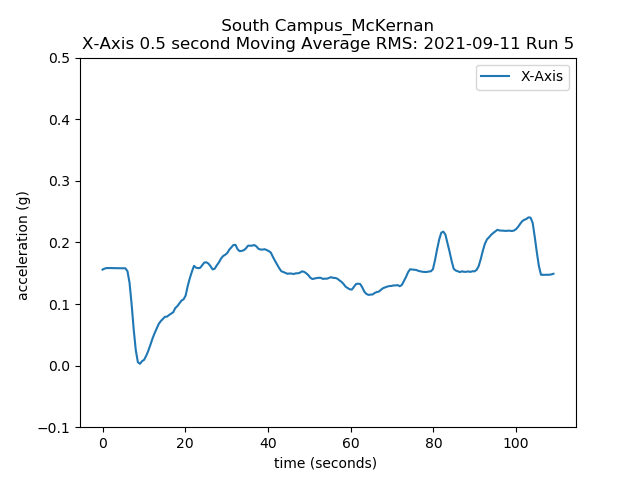 South Campus_McKernan
X-Axis 0.5 second Moving Average RMS: 2021-09-11 Run 5
X-Axis
0.5
0.4
0.3
0.2
0.1
0.0
−0.1
acceleration (g)
0 20 40 60 80 100
time (seconds)